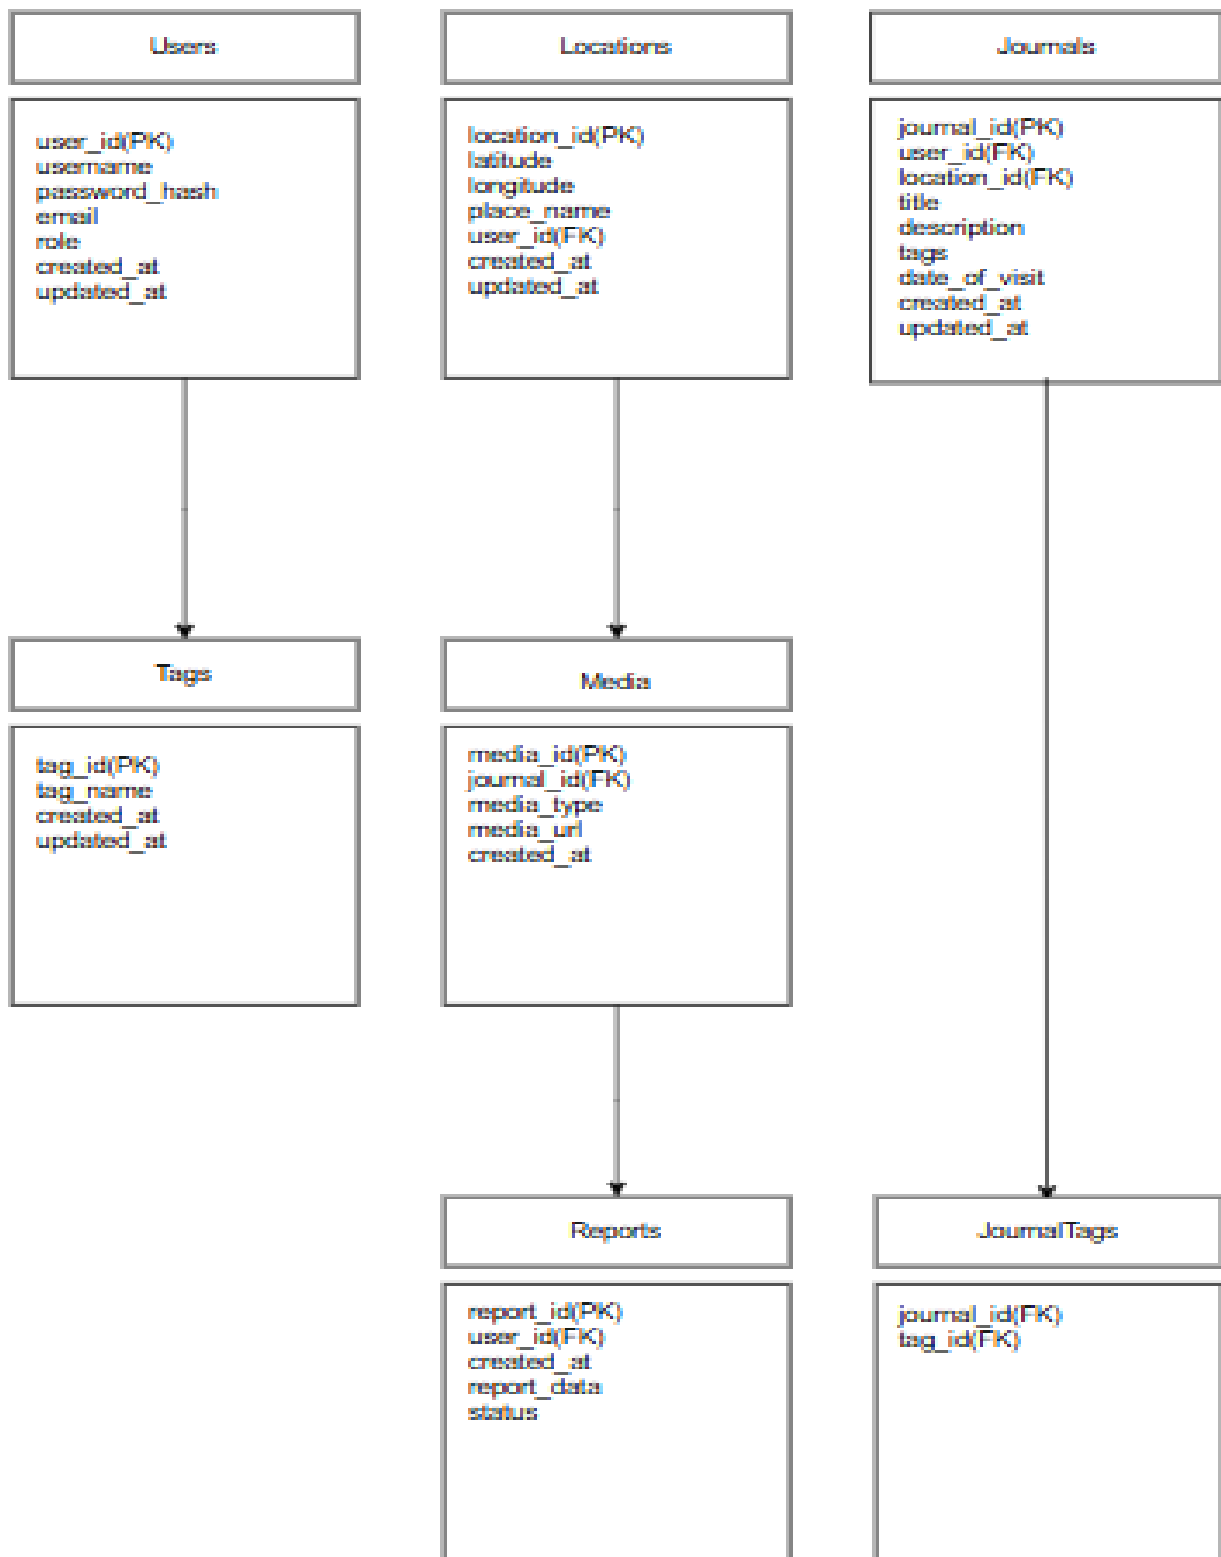 Users
user_id(PK)
username
password_hash
email
role
created_at
updated_at
Locations
location_id(PK)
latitude
longitude
place_name
user_id(FK)
created_at
updated_at
Journals
journal_id(PK)
user_id(FK)
location_id(FK)
title
description
tags
date_of_visit
created_at
updated_at
Tags
tag_id(PK)
tag_name
created_at
updated_at
Media
media_id(PK)
journal_id(FK)
media_type
media_url
created_at
Reports
report_id(PK)
user_id(FK)
created_at
report_data
status
JournalTags
journal_id(FK)
tag_id(FK)